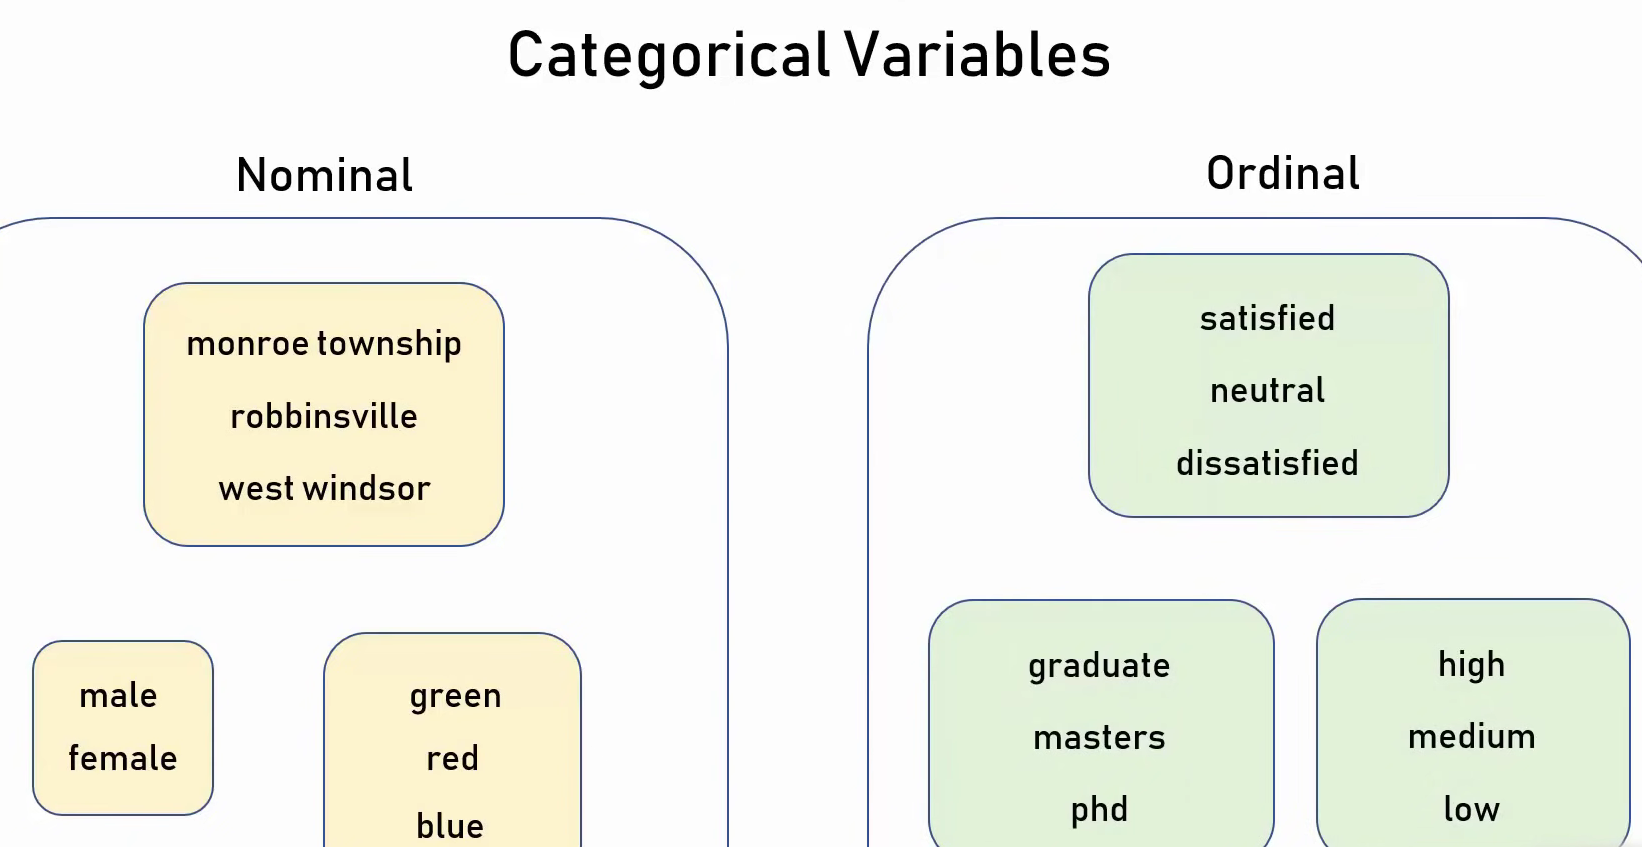 Categorical Variables
Nominal
monroe township
robbinsville
west windsor
male
female
green
red
blue
Ordinal
satisfied
neutral
dissatisfied
graduate
masters
phd
high
medium
low